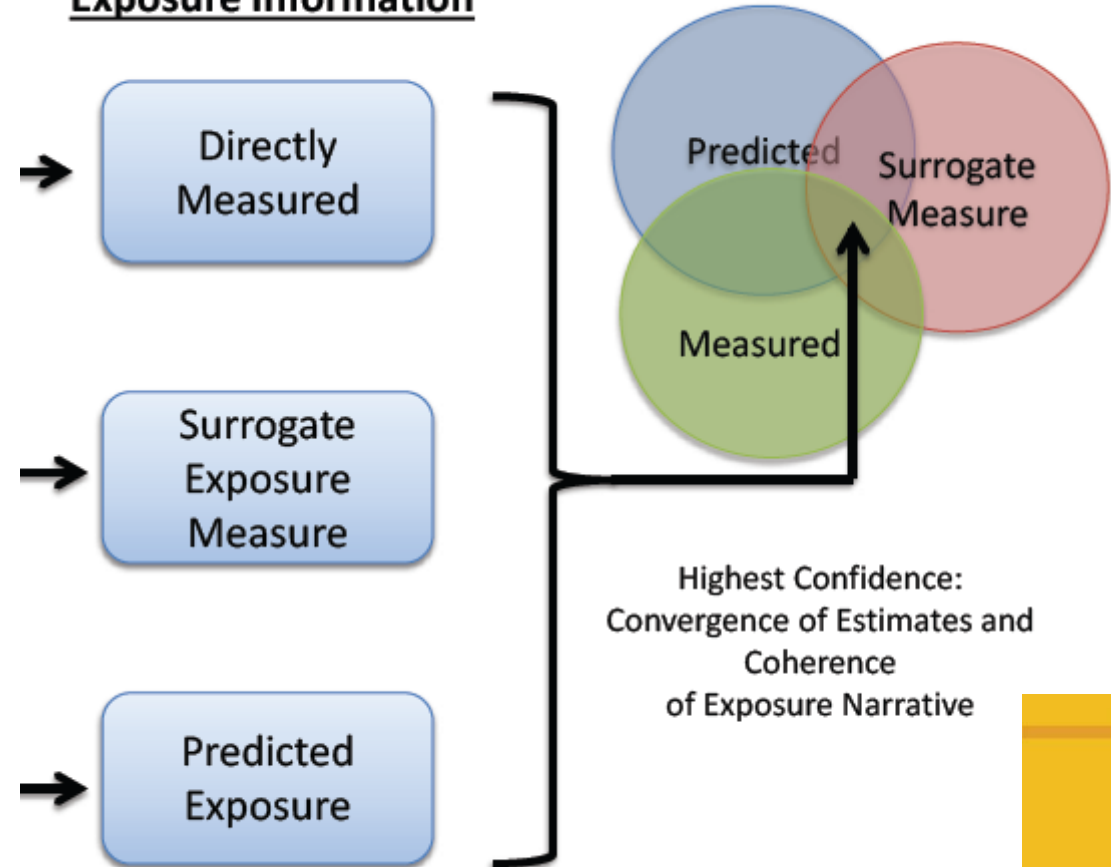 Exposure Information
Directly
Measured
Surrogate
Exposure
Measure
Predicted
Exposure
Predicted
Surrogate
Measure
Measured
Highest Confidence:
Convergence of Estimates and
Coherence
of Exposure Narrative